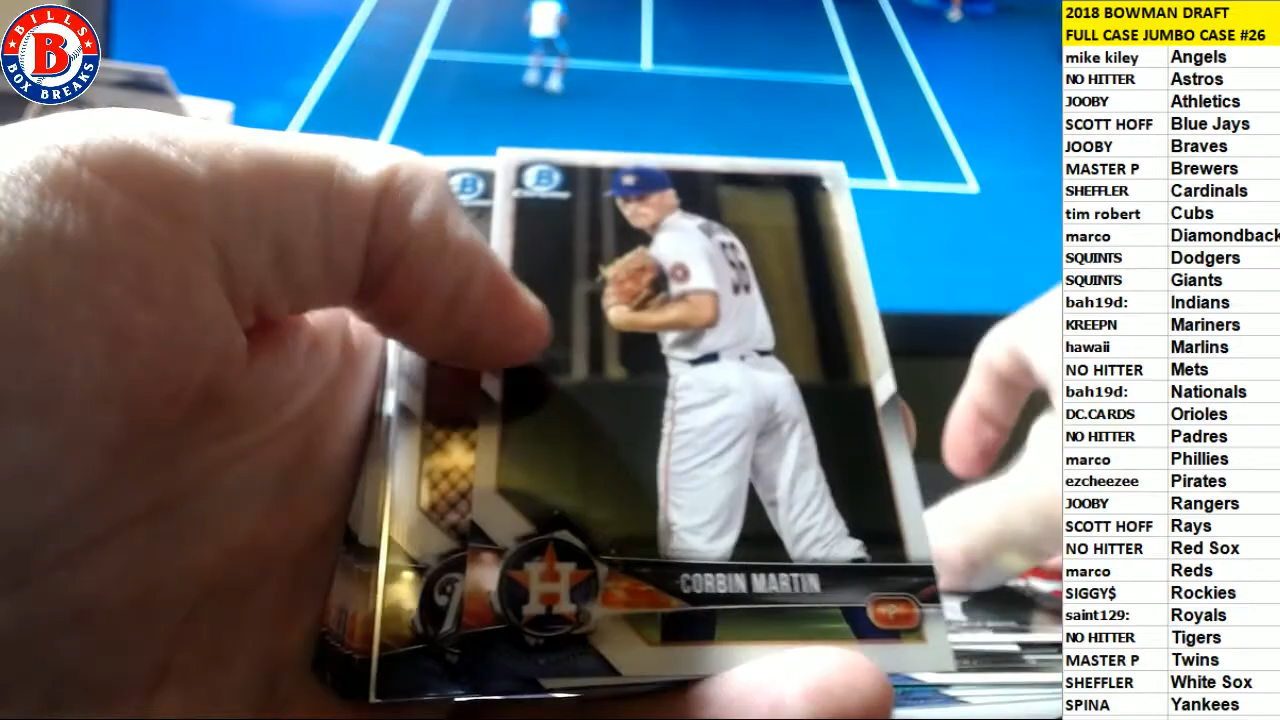 BILLS
B
BOX BREAKS
56
H
CORBIN MARTIN
P
2018 BOWMAN DRAFT
FULL CASE JUMBO CASE #26
mike kiley Angels
NO HITTER Astros
JOOBY Athletics
SCOTT HOFF Blue Jays
JOOBY Braves
MASTER P Brewers
SHEFFLER Cardinals
tim robert Cubs
marco Diamondback
SQUINTS Dodgers
SQUINTS Giants
bah19d: Indians
KREEPN Mariners
hawaii Marlins
NO HITTER Mets
bah19d: Nationals
DC.CARDS Orioles
NO HITTER Padres
marco Phillies
ezcheezee Pirates
JOOBY Rangers
SCOTT HOFF Rays
NO HITTER Red Sox
marco Reds
SIGGY$ Rockies
saint129: Royals
NO HITTER Tigers
MASTER P Twins
SHEFFLER White Sox
SPINA Yankees